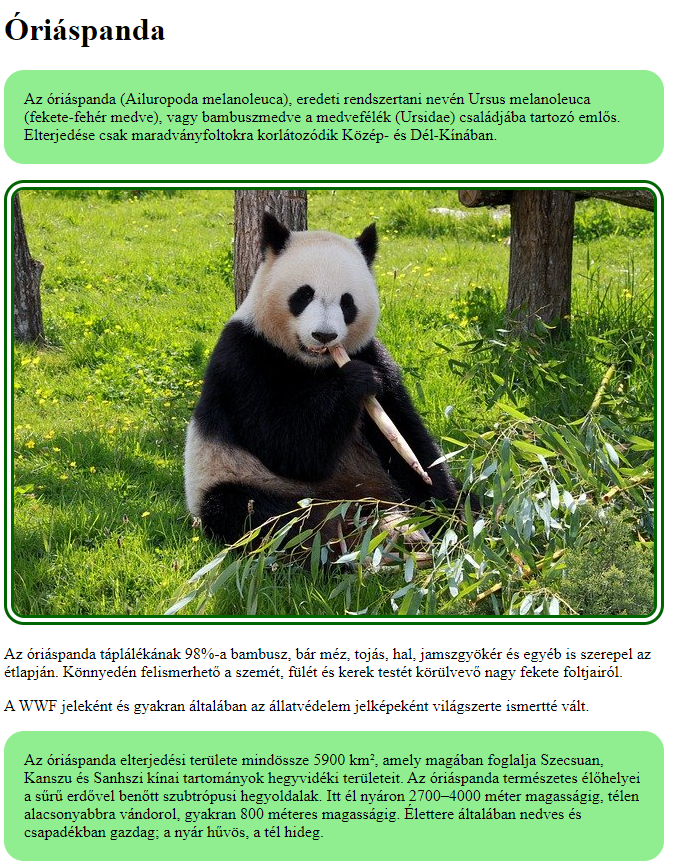 Óriáspanda
Az óriáspanda (Ailuropoda melanoleuca), eredeti rendszertani nevén Ursus melanoleuca
(fekete-fehér medve), vagy bambuszmedve a medvefélék (Ursidae) családjába tartozó emlős.
Elterjedése csak maradványfoltokra korlátozódik Közép- és Dél-Kínában.
Az óriáspanda táplálékának 98%-a bambusz, bár méz, tojás, hal, jamszgyökér és egyéb is szerepel az
étlapján. Könnyedén felismerhető a szemét, fülét és kerek testét körülvevő nagy fekete foltjairól.
A WWF jeleként és gyakran általában az állatvédelem jelképeként világszerte ismertté vált.
Az óriáspanda elterjedési területe mindössze 5900 km², amely magában foglalja Szecsuan,
Kanszu és Sanhszi kínai tartományok hegyvidéki területeit. Az óriáspanda természetes élőhelyei
a sűrű erdővel benőtt szubtrópusi hegyoldalak. Itt él nyáron 2700–4000 méter magasságig, télen
alacsonyabbra vándorol, gyakran 800 méteres magasságig. Élettere általában nedves és
csapadékban gazdag; a nyár hűvös, a tél hideg.